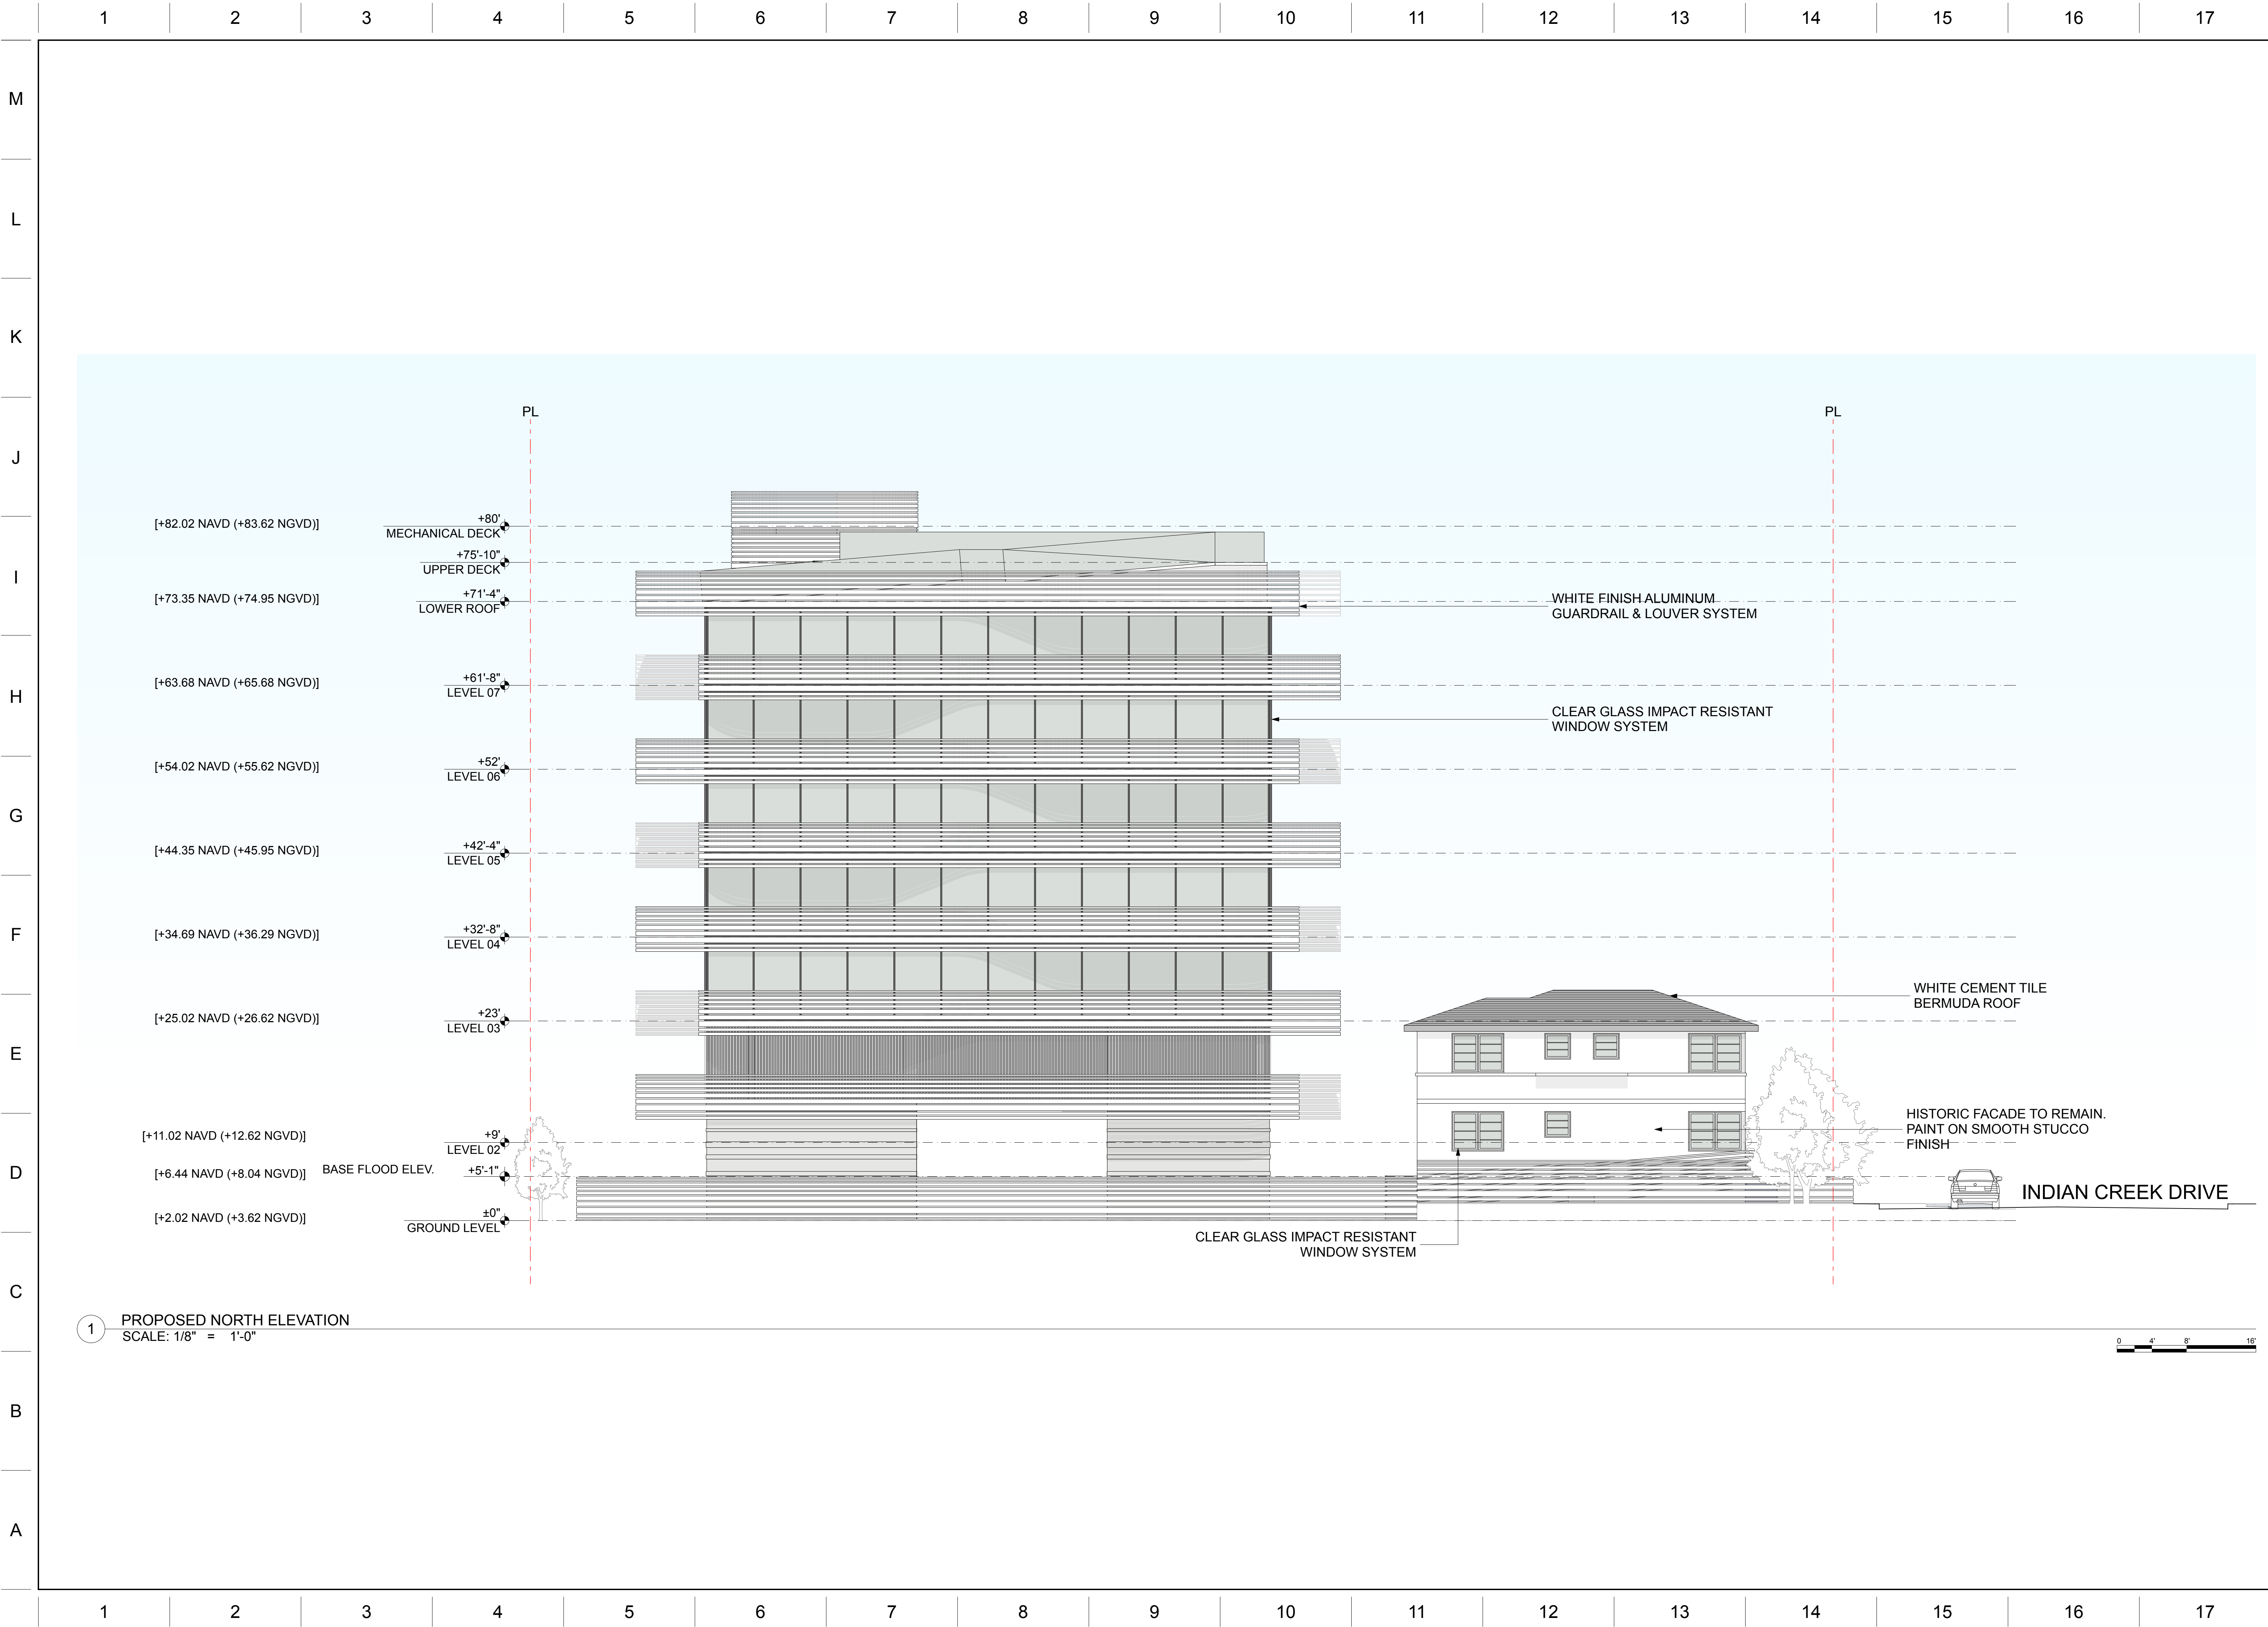 1 2 3 4 5 6 7 8 9 10 11 12 13 14 15 16 17
M
L
K
J
I
H
G
F
E
D
C
B
A
PL
PL
[+82.02 NAVD (+83.62 NGVD)]
+80'
MECHANICAL DECK
+75'-10"
UPPER DECK
[+73.35 NAVD (+74.95 NGVD)]
+71'-4"
LOWER ROOF
WHITE FINISH ALUMINUM
GUARDRAIL & LOUVER SYSTEM
[+63.68 NAVD (+65.68 NGVD)]
+61'-8"
LEVEL 07
CLEAR GLASS IMPACT RESISTANT
WINDOW SYSTEM
[+54.02 NAVD (+55.62 NGVD)]
+52'
LEVEL 06
[+44.35 NAVD (+45.95 NGVD)]
+42'-4"
LEVEL 05
[+34.69 NAVD (+36.29 NGVD)]
+32'-8"
LEVEL 04
WHITE CEMENT TILE
BERMUDA ROOF
[+25.02 NAVD (+26.62 NGVD)]
+23'
LEVEL 03
HISTORIC FACADE TO REMAIN.
PAINT ON SMOOTH STUCCO
FINISH
[+11.02 NAVD (+12.62 NGVD)]
+9'
LEVEL 02
[+6.44 NAVD (+8.04 NGVD)]
BASE FLOOD ELEV.
+5'-1"
INDIAN CREEK DRIVE
[+2.02 NAVD (+3.62 NGVD)]
±0"
GROUND LEVEL
CLEAR GLASS IMPACT RESISTANT
WINDOW SYSTEM
1
PROPOSED NORTH ELEVATION
SCALE: 1/8" = 1'-0"
0 4' 8' 16'
1 2 3 4 5 6 7 8 9 10 11 12 13 14 15 16 17